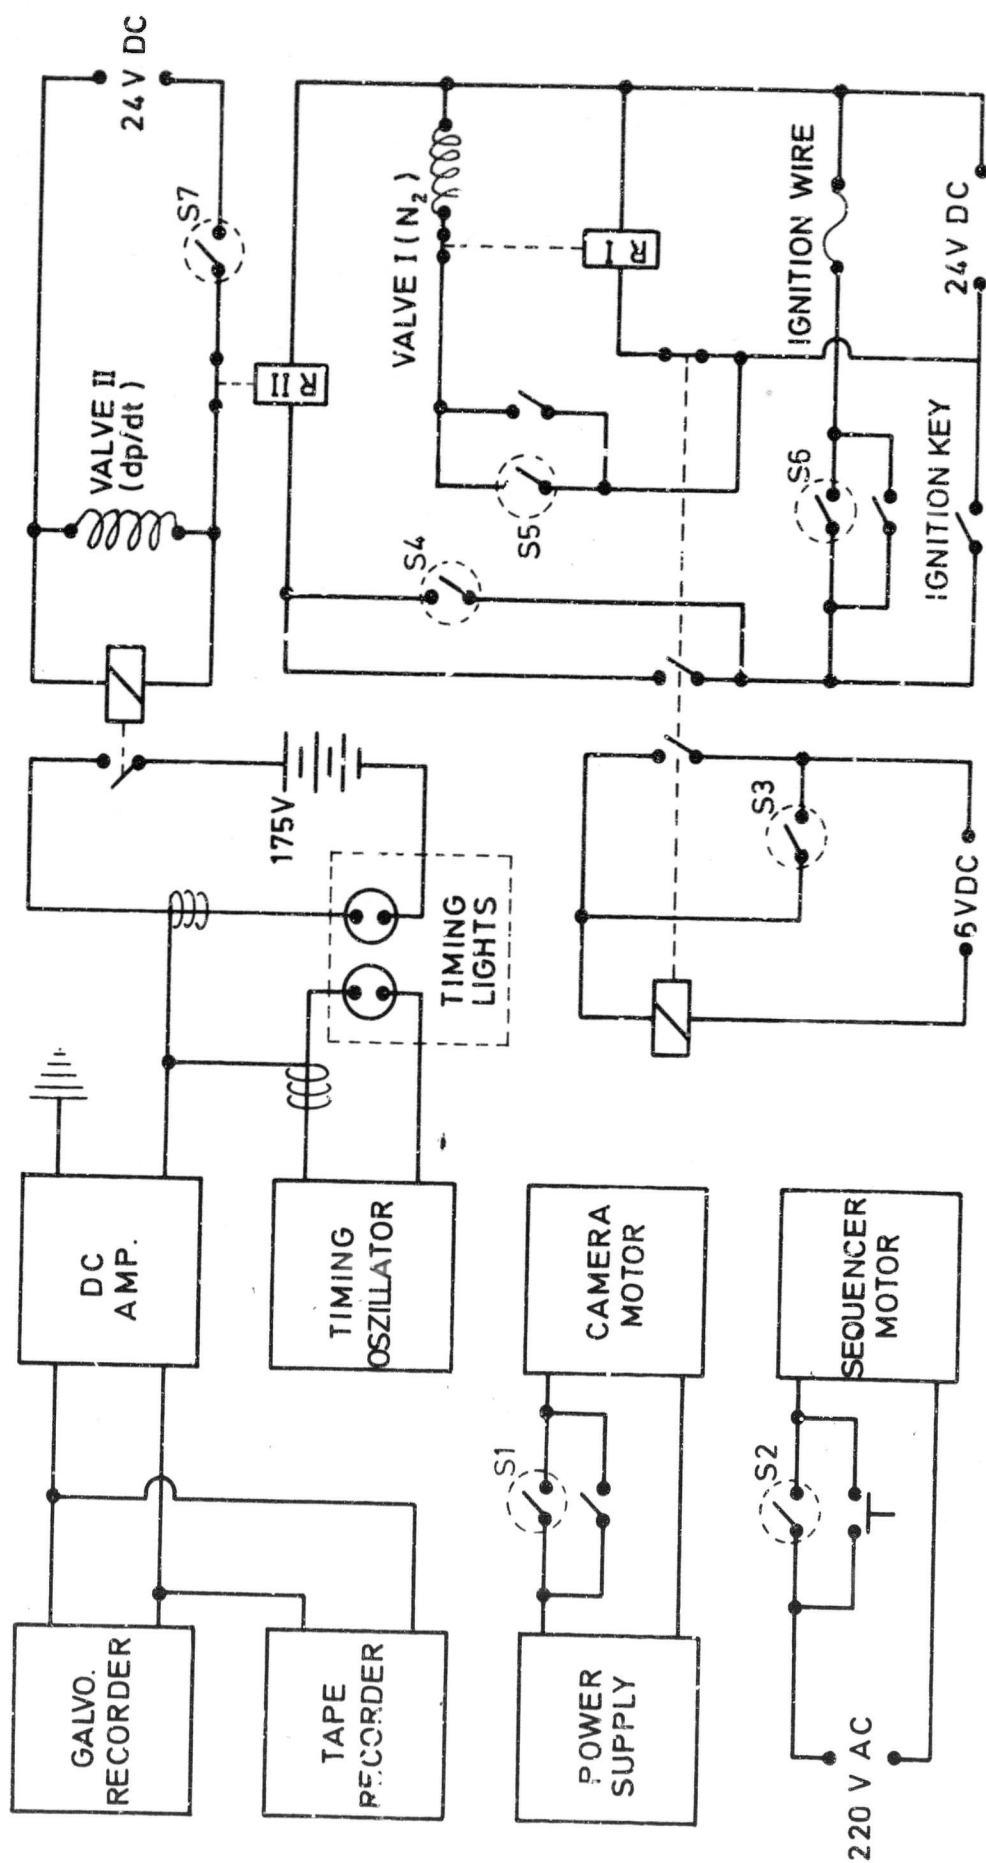 GALVO.
RECORDER
DC
AMP.
VALVE II
(dp/dt)
24V DC
S7
TAPE
RECORDER
TIMING
OSZILLATOR
175V
TIMING
LIGHTS
R II
VALVE I (N₂)
R I
S5
S4
POWER
SUPPLY
S1
CAMERA
MOTOR
S3
6VDC
S6
IGNITION WIRE
IGNITION KEY
24V DC
220 V AC
S2
SEQUENCER
MOTOR